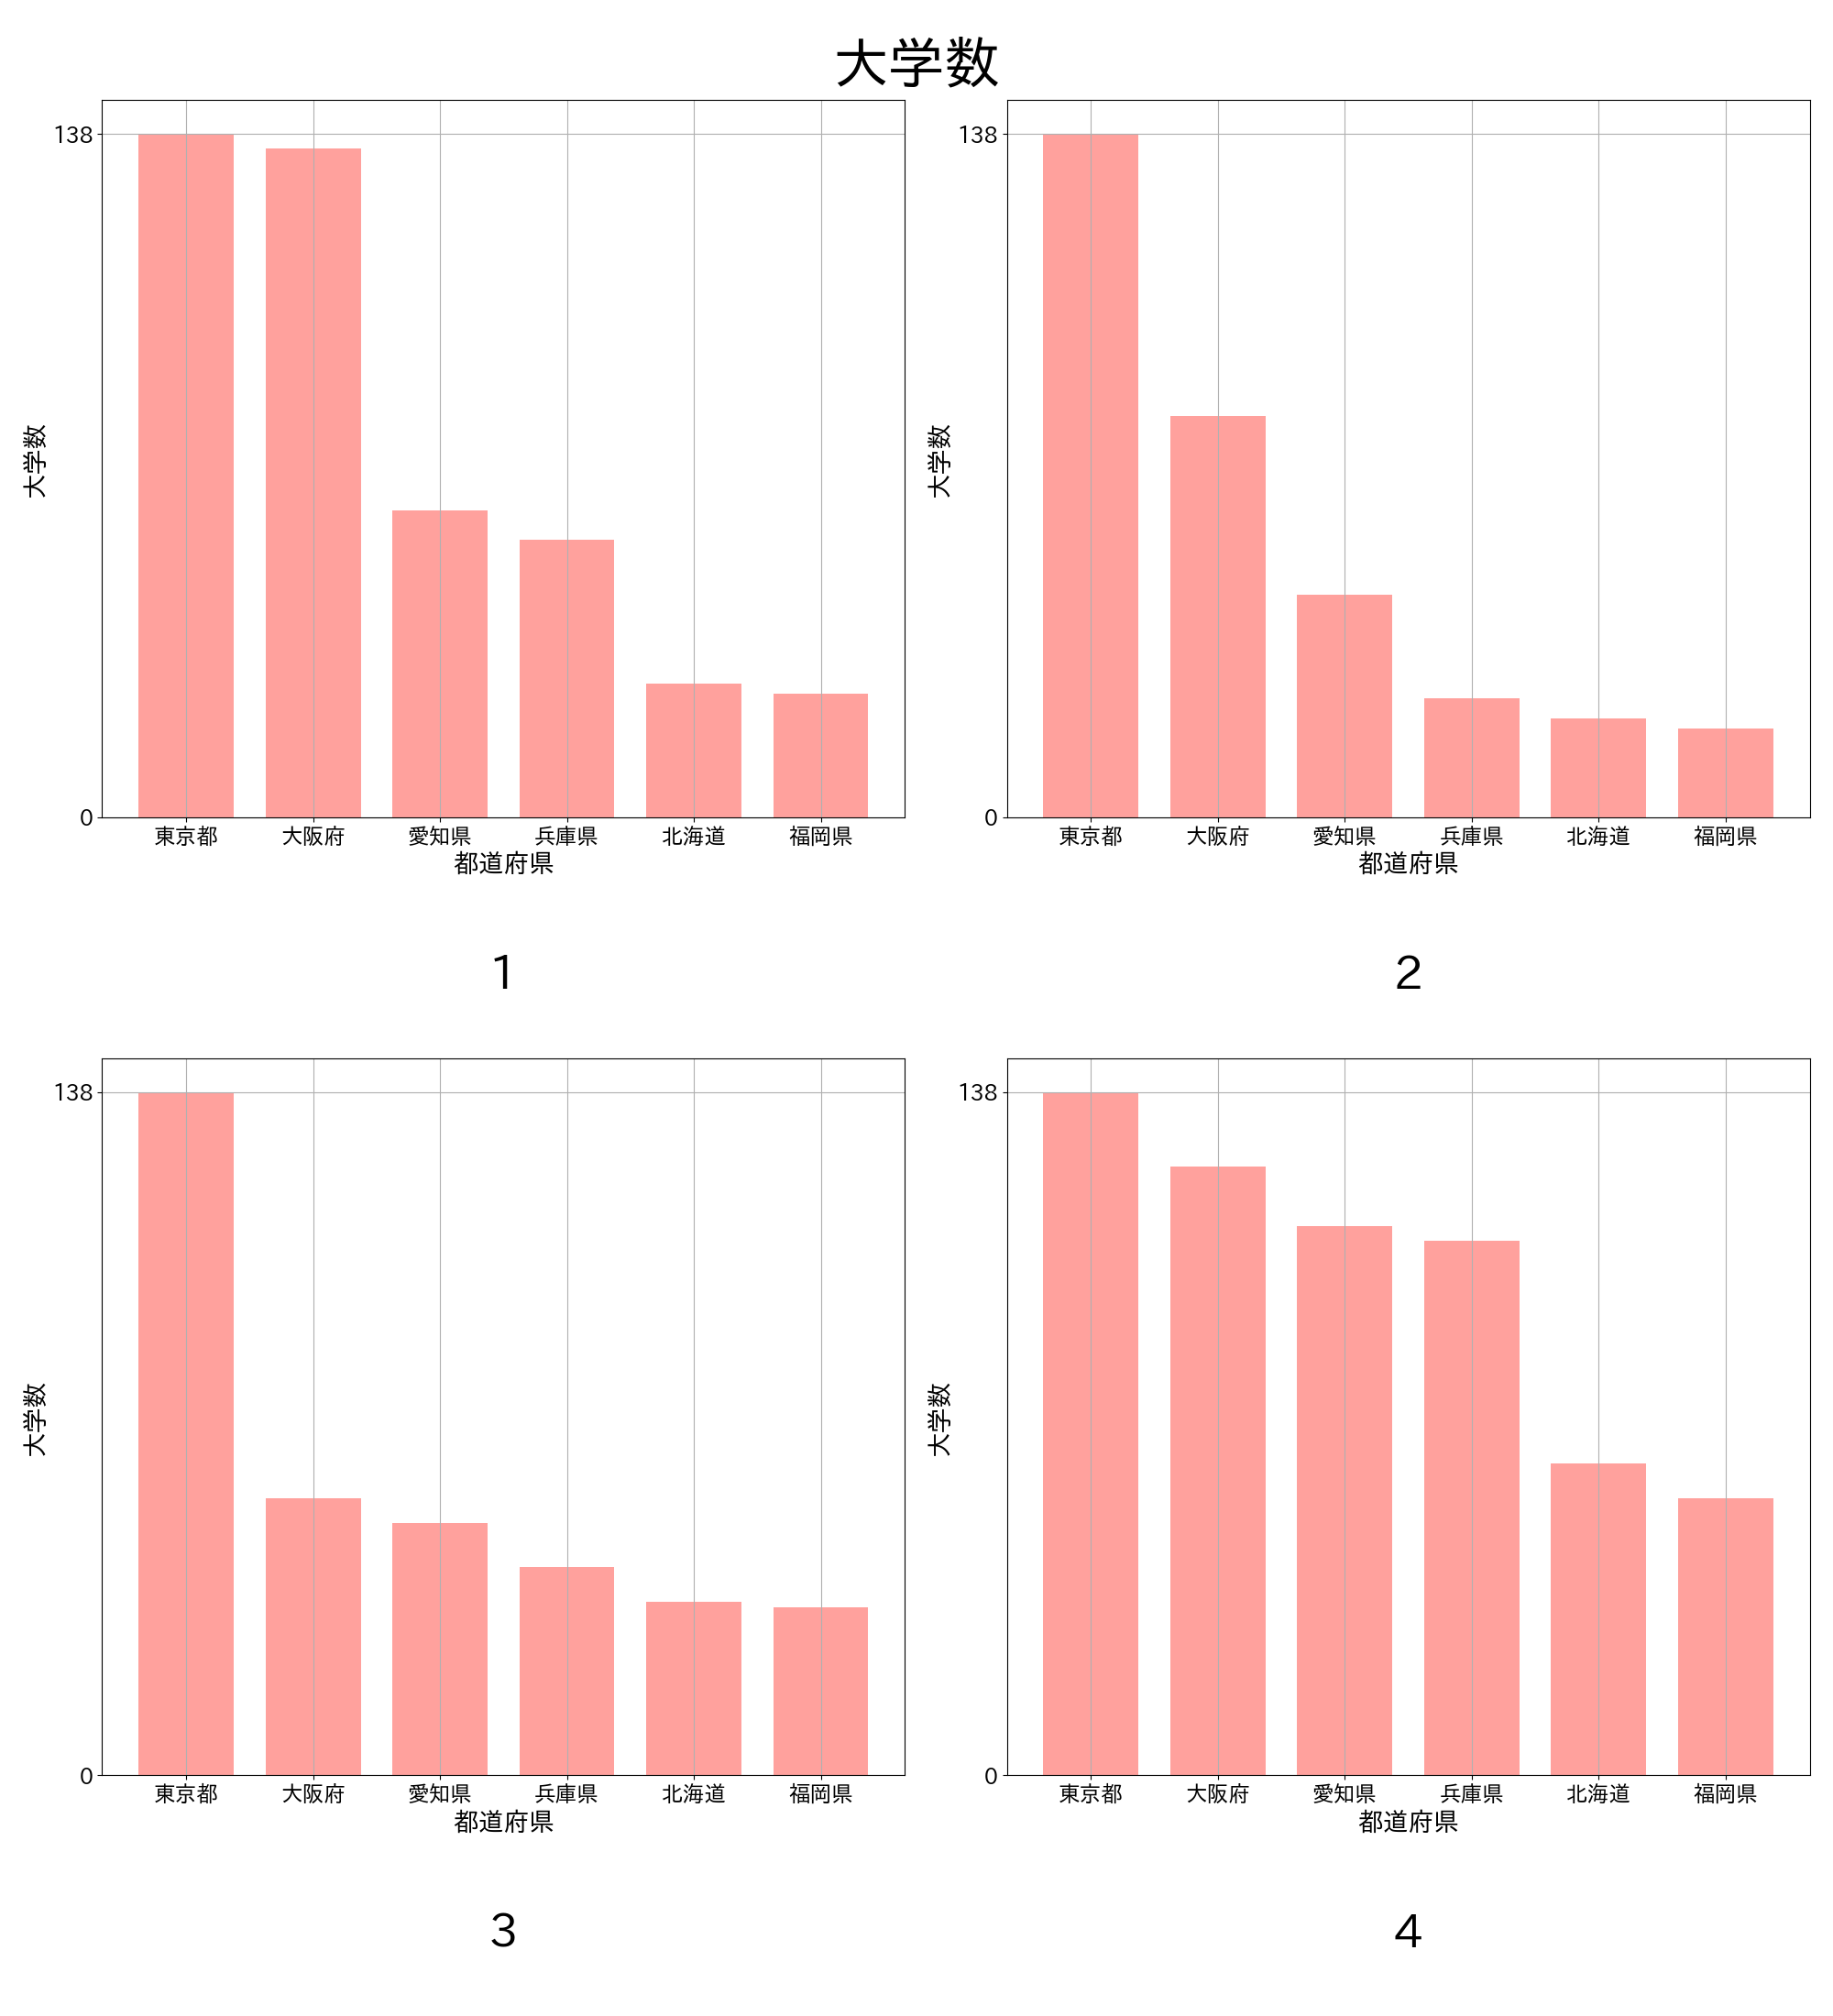 大学数
138
0
大学数
東京都 大阪府 愛知県 兵庫県 北海道 福岡県
都道府県
1
138
0
大学数
東京都 大阪府 愛知県 兵庫県 北海道 福岡県
都道府県
2
138
0
大学数
東京都 大阪府 愛知県 兵庫県 北海道 福岡県
都道府県
3
138
0
大学数
東京都 大阪府 愛知県 兵庫県 北海道 福岡県
都道府県
4